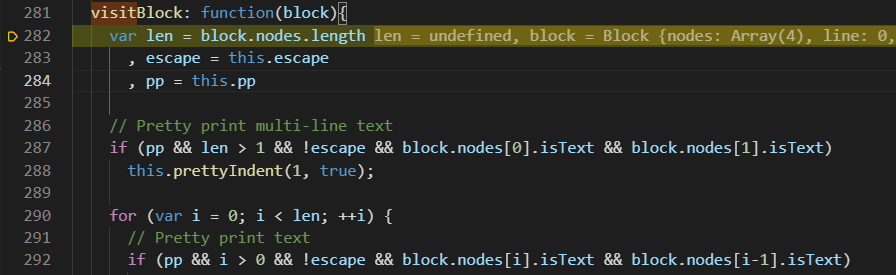 281 visitBlock: function(block){
282 var len = block.nodes.length len = undefined, block = Block {nodes: Array(4), line: 0,
283 , escape = this.escape
284 , pp = this.pp
285
286 // Pretty print multi-line text
287 if (pp && len > 1 && !escape && block.nodes[0].isText && block.nodes[1].isText)
288 this.prettyIndent(1, true);
289
290 for (var i = 0; i < len; ++i) {
291 // Pretty print text
292 if (pp && i > 0 && !escape && block.nodes[i].isText && block.nodes[i-1].isText)